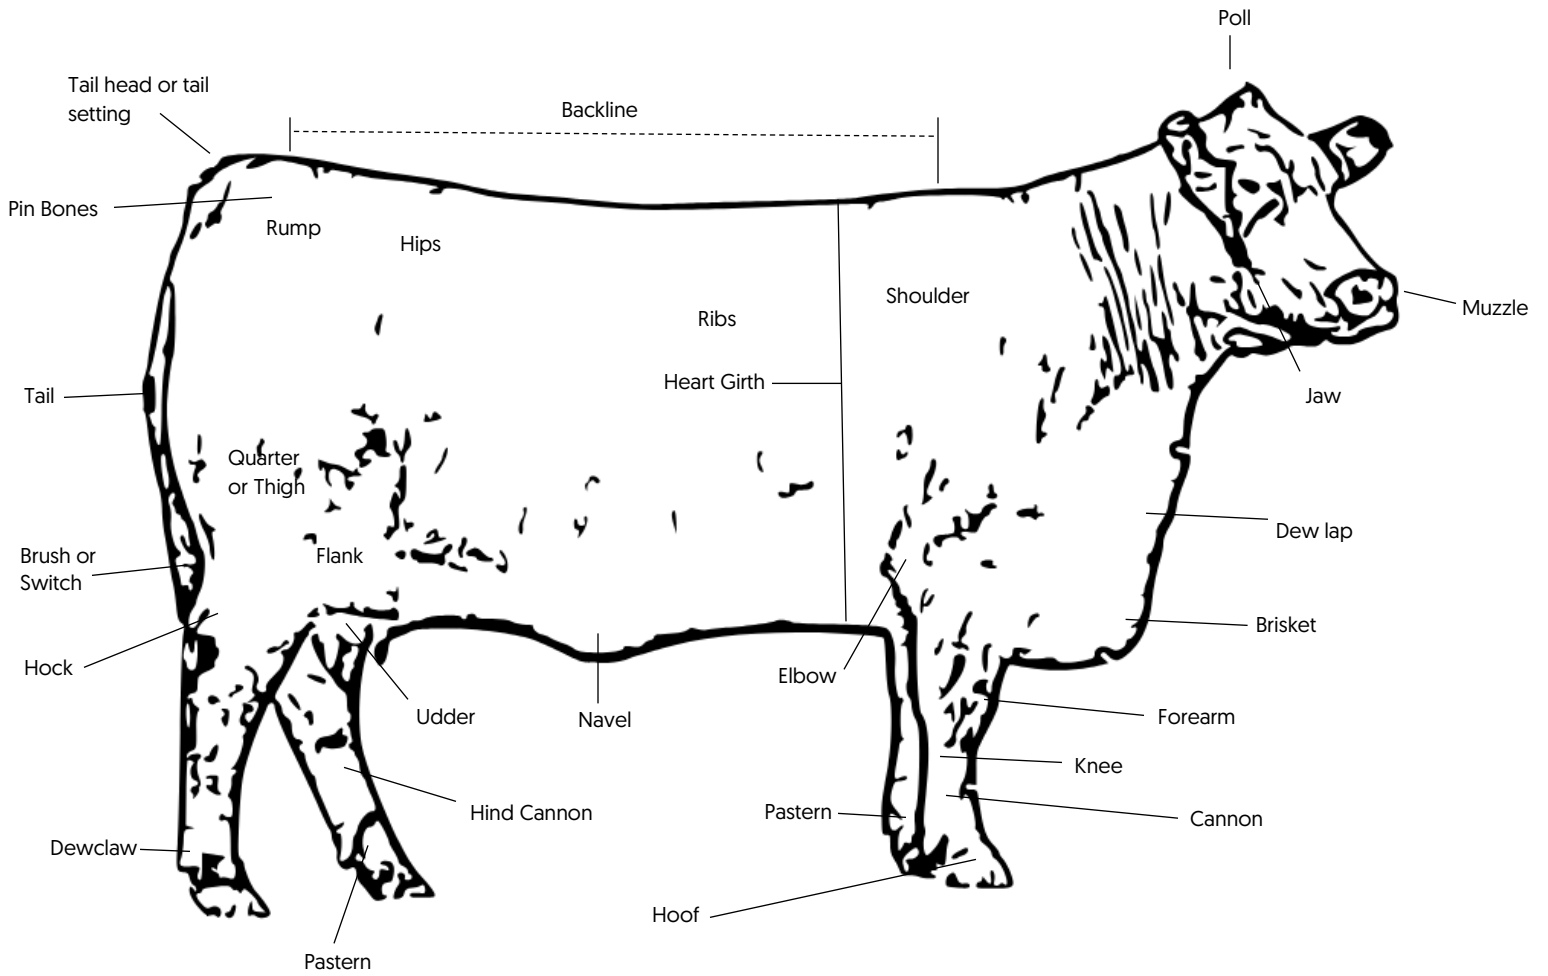 Poll
Tail head or tail
setting
Backline
Pin Bones
Rump
Hips
Shoulder
Ribs
Muzzle
Heart Girth
Tail
Jaw
Quarter
or Thigh
Dew lap
Brush or
Switch
Flank
Brisket
Hock
Elbow
Udder
Navel
Forearm
Knee
Hind Cannon
Pastern
Cannon
Dewclaw
Hoof
Pastern